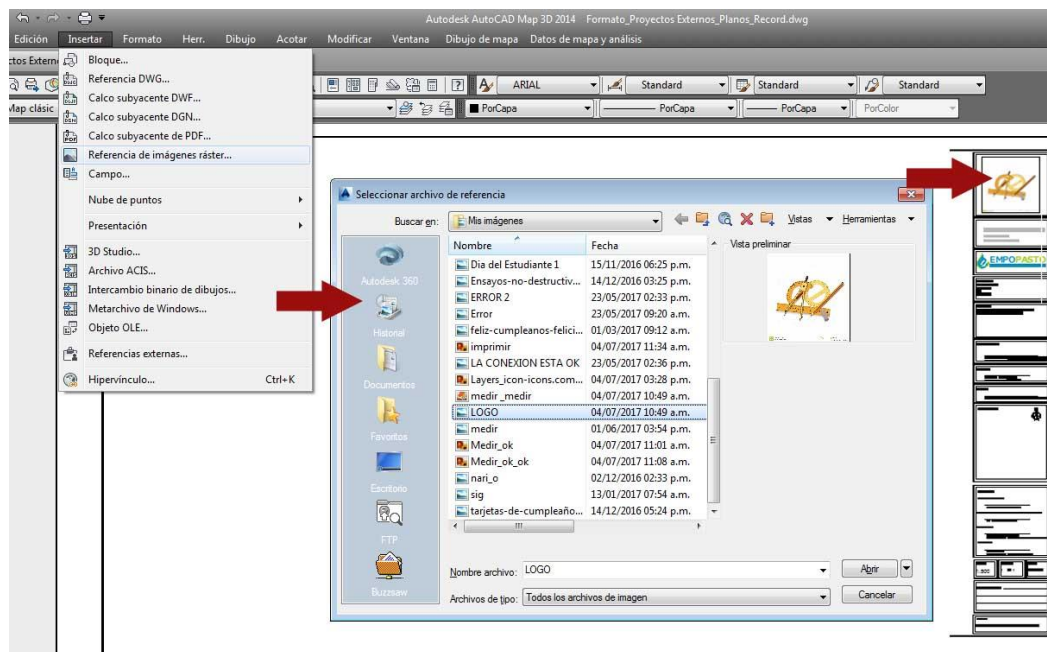 Autodesk AutoCAD Map 3D 2014 Formato_Proyectos Externos_Planos_Record.dwg
Edición Insertar Formato Herr. Dibujo Acotar Modificar Ventana Dibujo de mapa Datos de mapa y análisis
ctos Extern
ARIAL Standard Standard Standard
Map clásic
PorCapa PorCapa PorCapa PorColor
Bloque...
Referencia DWG...
Calco subyacente DWF...
Calco subyacente DGN...
Calco subyacente de PDF...
Referencia de imágenes ráster...
Campo...
Nube de puntos
Presentación
3D Studio...
Archivo ACIS...
Intercambio binario de dibujos...
Metarchivo de Windows...
Objeto OLE...
Referencias externas...
Hipervínculo... Ctrl+K
Seleccionar archivo de referencia
Buscar en: Mis imágenes Vistas Herramientas
Autodesk 360
Historial
Documentos
Favoritos
Escritorio
FTP
Buzzsaw
Nombre Fecha
Dia del Estudiante 1 15/11/2016 06:25 p.m.
Ensayos-no-destructiv... 14/12/2016 03:25 p.m.
ERROR 2 23/05/2017 02:33 p.m.
Error 23/05/2017 09:20 a.m.
feliz-cumpleanos-felici... 01/03/2017 09:12 a.m.
imprimir 04/07/2017 11:34 a.m.
LA CONEXION ESTA OK 23/05/2017 02:36 p.m.
Layers_icon-icons.com... 04/07/2017 03:28 p.m.
medir _medir 04/07/2017 10:49 a.m.
LOGO 04/07/2017 10:49 a.m.
medir 01/06/2017 03:54 p.m.
Medir_ok 04/07/2017 11:01 a.m.
Medir_ok_ok 04/07/2017 11:08 a.m.
nari_o 02/12/2016 02:33 p.m.
sig 13/01/2017 07:54 a.m.
tarjetas-de-cumpleaño... 14/12/2016 05:24 p.m.
Vista preliminar
Nombre archivo: LOGO Abrir
Archivos de tipo: Todos los archivos de imagen Cancelar
EMPOPASTO